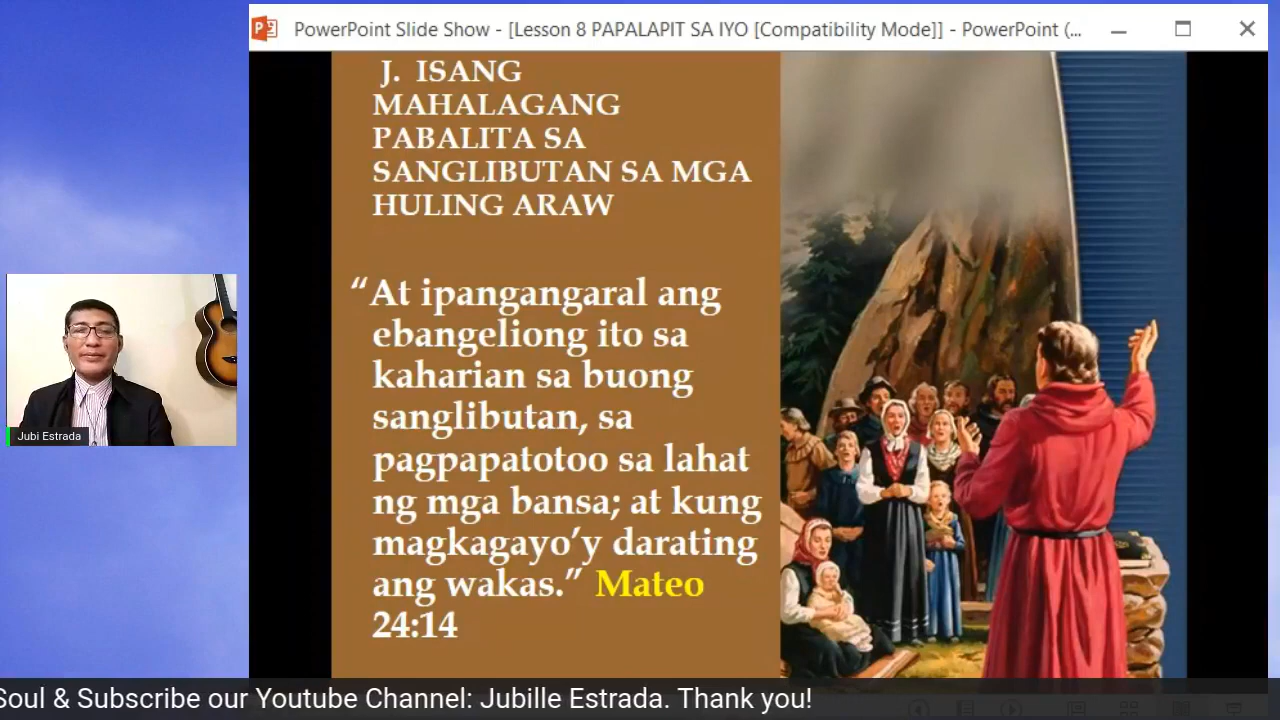 PowerPoint Slide Show - [Lesson 8 PAPALAPIT SA IYO [Compatibility Mode]] - PowerPoint (...
J. ISANG
MAHALAGANG
PABALITA SA
SANGLIBUTAN SA MGA
HULING ARAW
“At ipangangaral ang
ebangeliong ito sa
kaharian sa buong
sanglibutan, sa
pagpapatotoo sa lahat
ng mga bansa; at kung
magkagayo’y darating
ang wakas.” Mateo
24:14
Jubi Estrada
Soul & Subscribe our Youtube Channel: Jubille Estrada. Thank you!